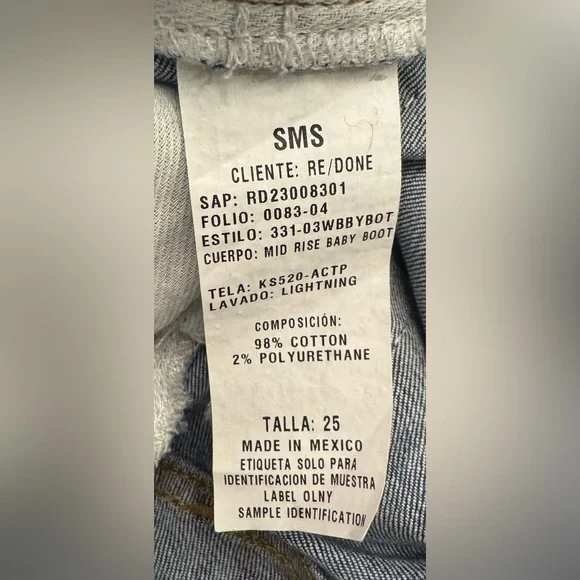 SMS
CLIENTE: RE/DONE
SAP: RD23008301
FOLIO: 0083-04
ESTILO: 331-03WBBYBOT
CUERPO: MID RISE BABY BOOT
TELA: KS520-ACTP
LAVADO: LIGHTNING
COMPOSICIÓN:
98% COTTON
2% POLYURETHANE
TALLA: 25
MADE IN MEXICO
ETIQUETA SOLO PARA
IDENTIFICACION DE MUESTRA
LABEL OLNY
SAMPLE IDENTIFICATION